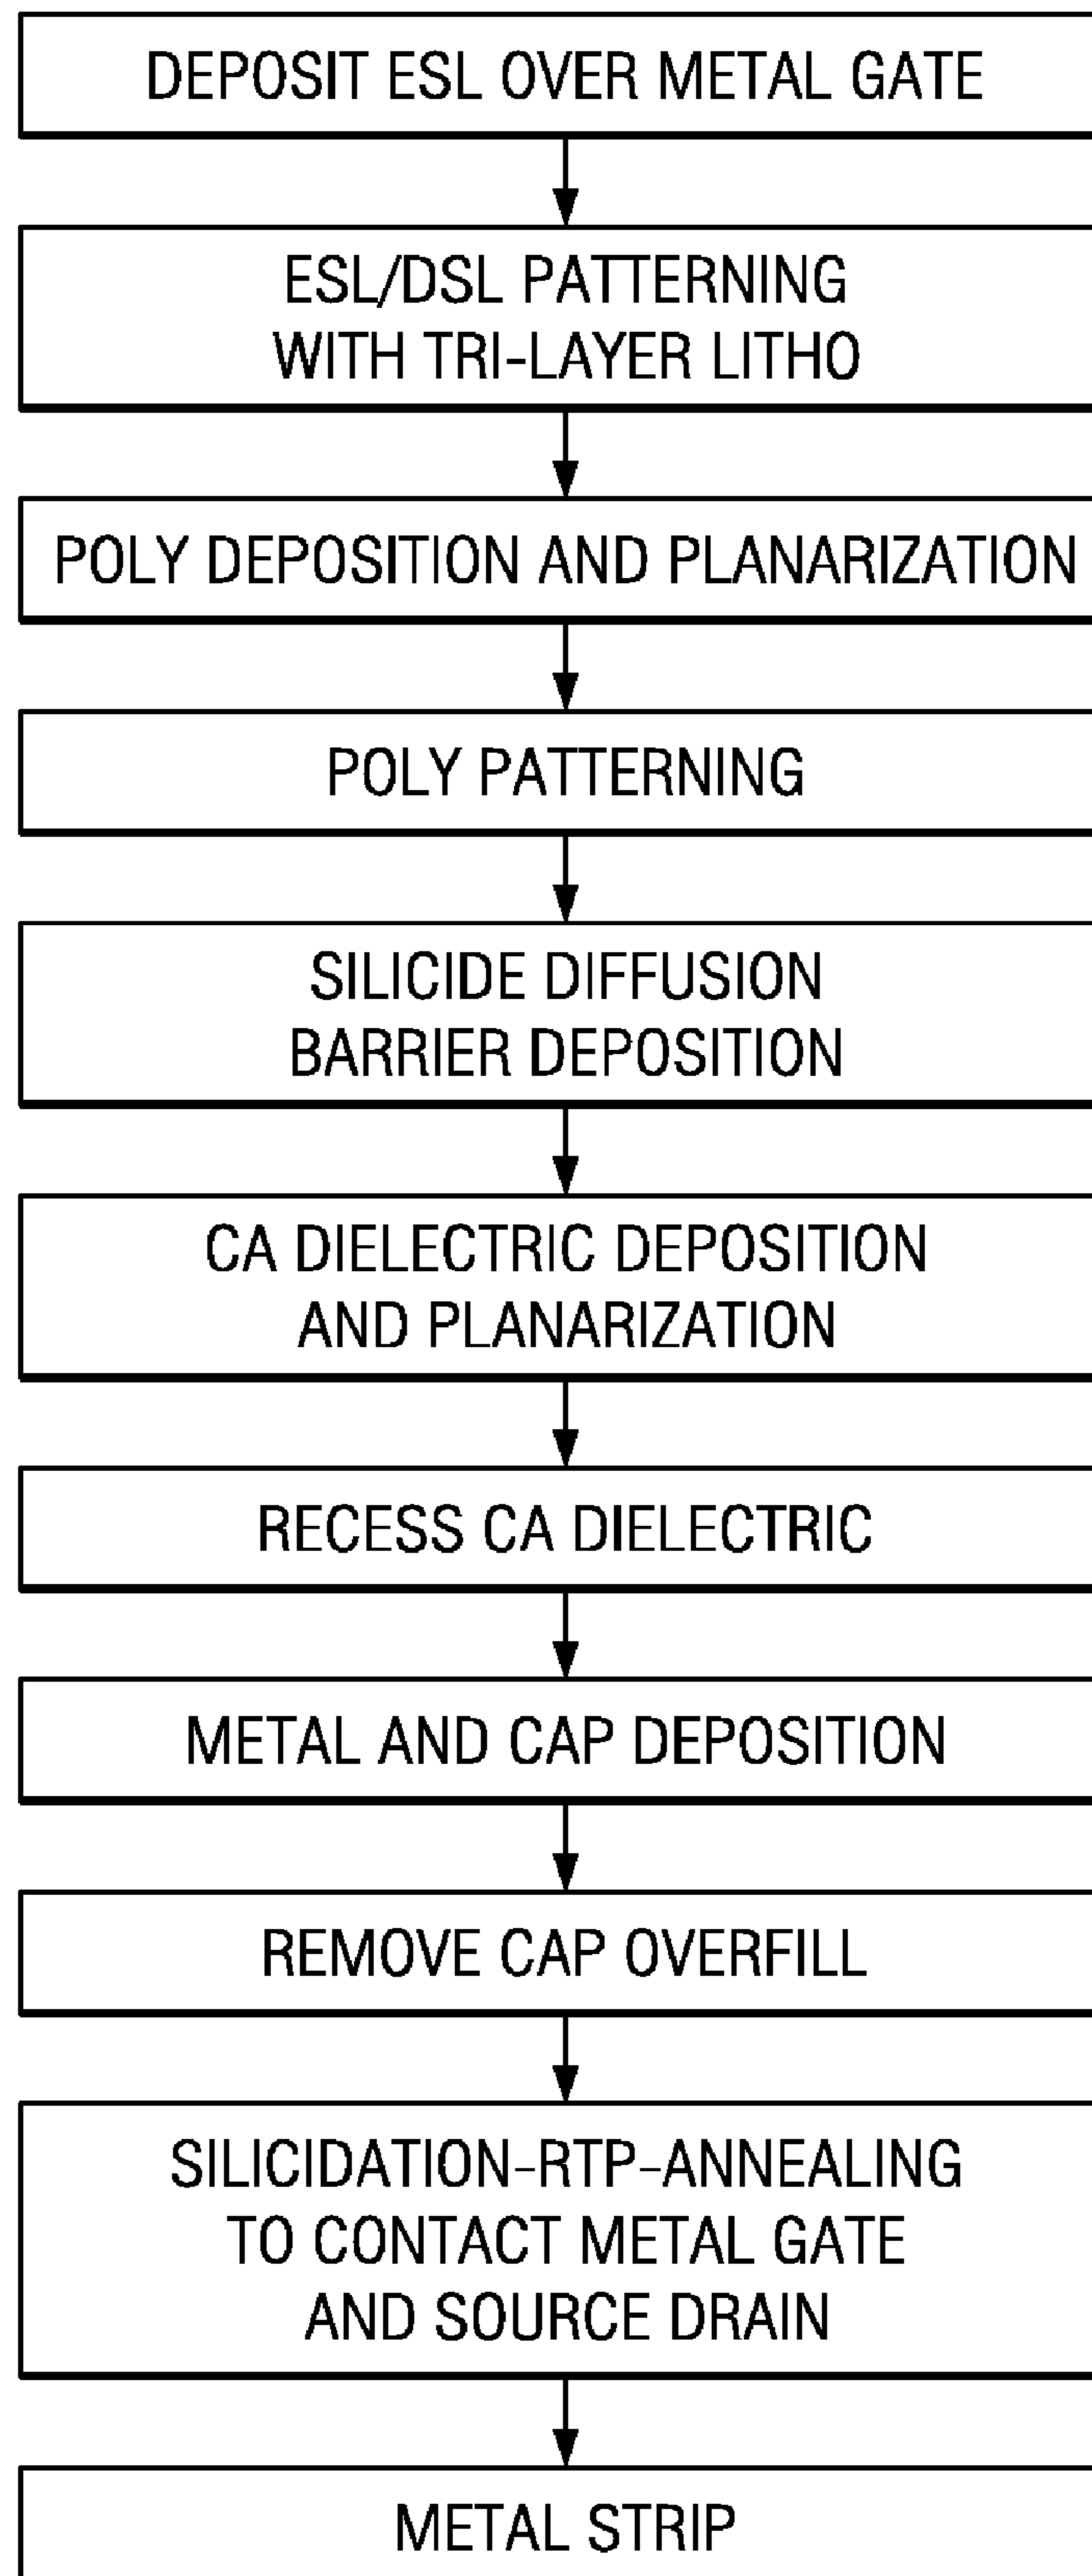 DEPOSIT ESL OVER METAL GATE
ESL/DSL PATTERNING
WITH TRI-LAYER LITHO
POLY DEPOSITION AND PLANARIZATION
POLY PATTERNING
SILICIDE DIFFUSION
BARRIER DEPOSITION
CA DIELECTRIC DEPOSITION
AND PLANARIZATION
RECESS CA DIELECTRIC
METAL AND CAP DEPOSITION
REMOVE CAP OVERFILL
SILICIDATION-RTP-ANNEALING
TO CONTACT METAL GATE
AND SOURCE DRAIN
METAL STRIP